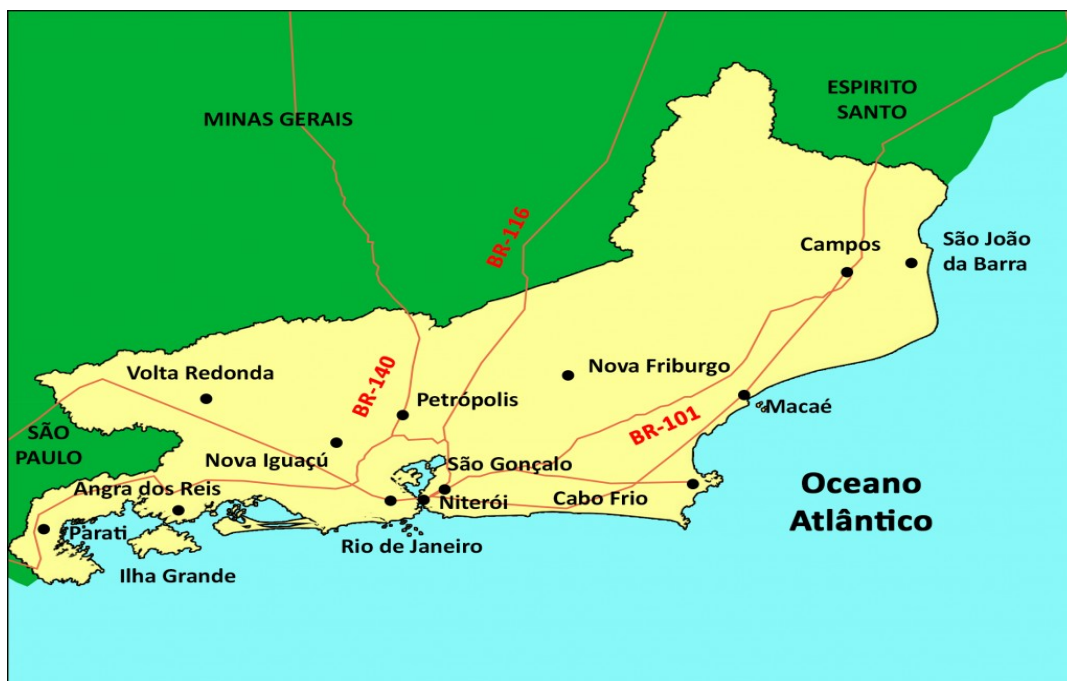 ESPIRITO
SANTO
MINAS GERAIS
BR-116
Campos
São João
da Barra
Volta Redonda
Nova Friburgo
BR-140
Petrópolis
Macaé
BR-101
SÃO
PAULO
Nova Iguaçú
São Gonçalo
Angra dos Reis
Niterói
Cabo Frio
Oceano
Atlântico
Parati
Rio de Janeiro
Ilha Grande